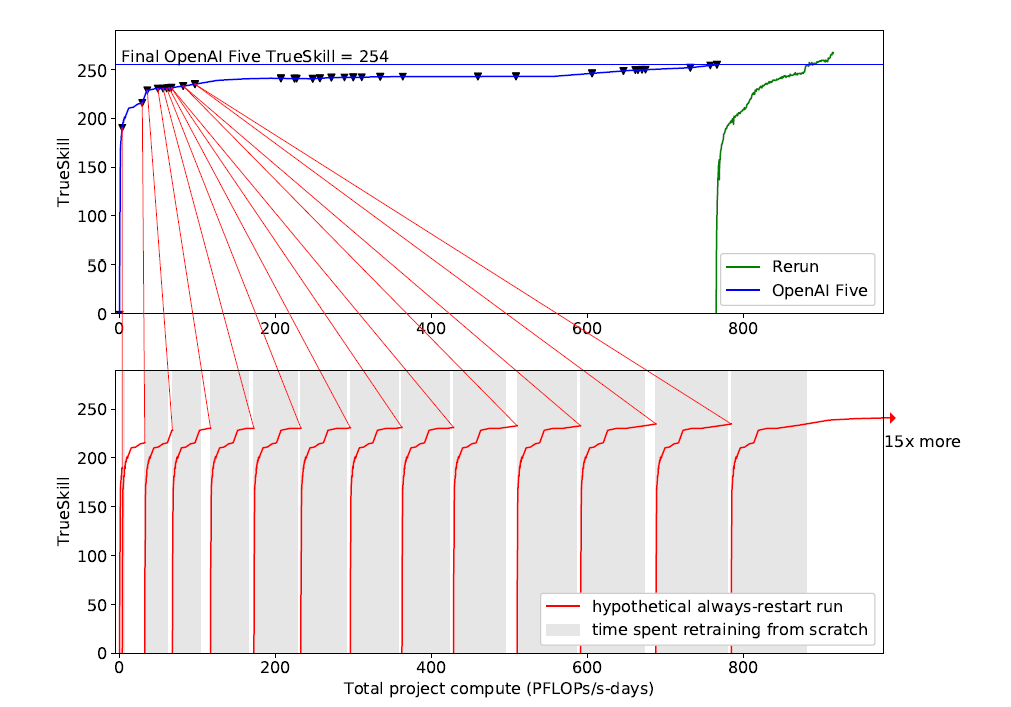 Final OpenAI Five TrueSkill = 254
250
200
150
100
50
0
TrueSkill
Rerun
OpenAI Five
0 200 400 600 800
250
200
150
100
50
0
TrueSkill
15x more
hypothetical always-restart run
time spent retraining from scratch
0 200 400 600 800
Total project compute (PFLOPs/s-days)